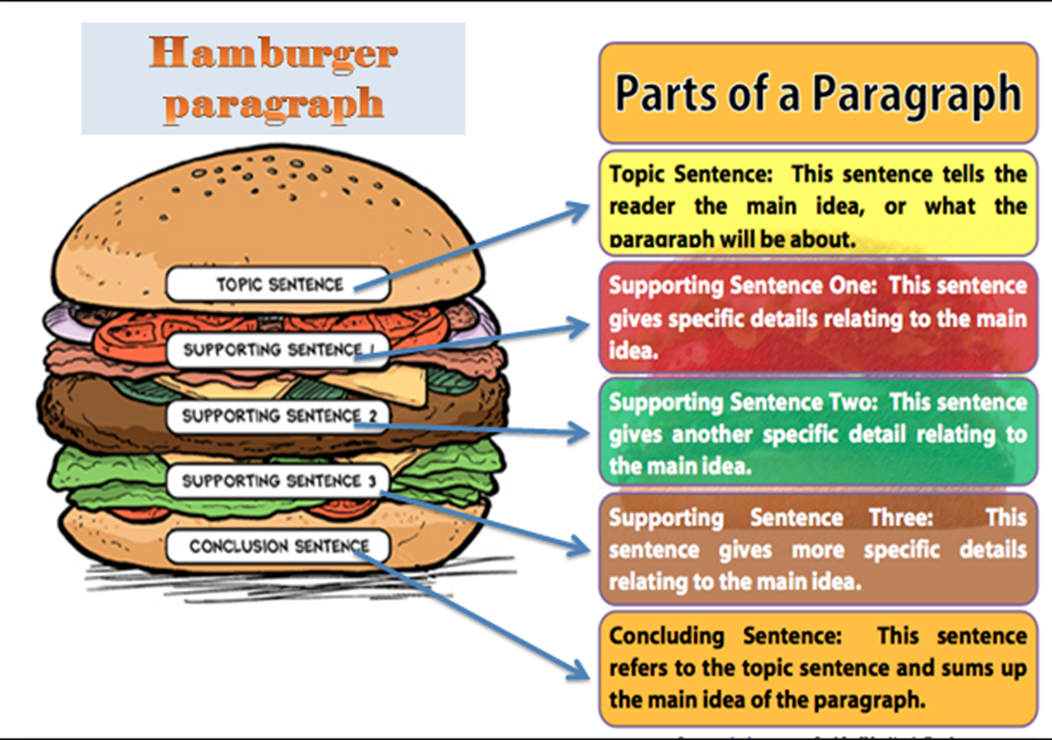 Hamburger
paragraph
TOPIC SENTENCE
SUPPORTING SENTENCE 1
SUPPORTING SENTENCE 2
SUPPORTING SENTENCE 3
CONCLUSION SENTENCE
Parts of a Paragraph
Topic Sentence: This sentence tells the
reader the main idea, or what the
paragraph will be about.
Supporting Sentence One: This sentence
gives specific details relating to the main
idea.
Supporting Sentence Two: This sentence
gives another specific detail relating to
the main idea.
Supporting Sentence Three: This
sentence gives more specific details
relating to the main idea.
Concluding Sentence: This sentence
refers to the topic sentence and sums up
the main idea of the paragraph.